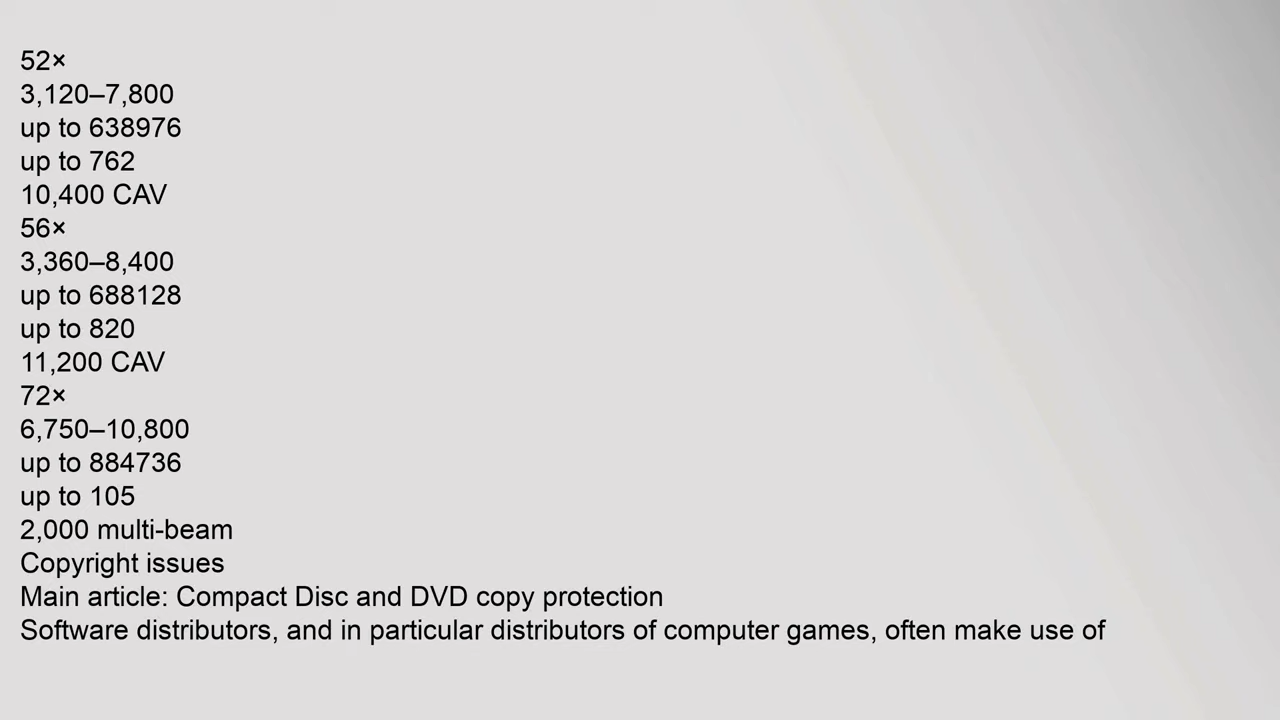 52×
3,120–7,800
up to 638976
up to 762
10,400 CAV
56×
3,360–8,400
up to 688128
up to 820
11,200 CAV
72×
6,750–10,800
up to 884736
up to 105
2,000 multi-beam
Copyright issues
Main article: Compact Disc and DVD copy protection
Software distributors, and in particular distributors of computer games, often make use of